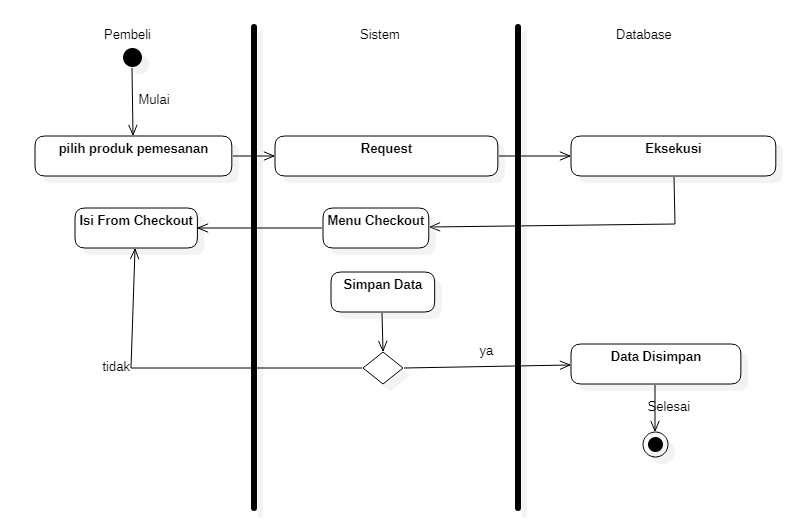 Pembeli
Sistem
Database
Mulai
pilih produk pemesanan
Request
Eksekusi
Isi From Checkout
Menu Checkout
Simpan Data
ya
Data Disimpan
tidak
Selesai